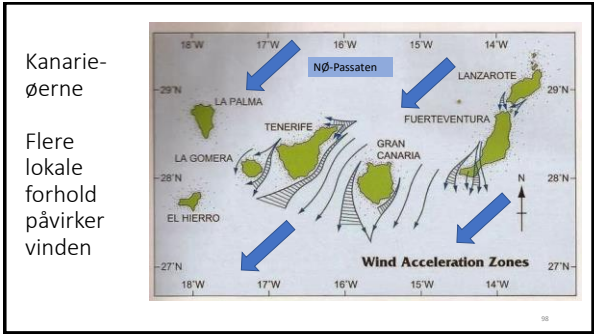 Kanarie-
øerne
Flere
lokale
forhold
påvirker
vinden
18°W 17°W 16°W 15°W 14°W
NØ-Passaten
LANZAROTE
29°N 29°N
LA PALMA
FUERTEVENTURA
TENERIFE
GRAN
CANARIA
LA GOMERA
28°N N 28°N
EL HIERRO
Wind Acceleration Zones
27°N 27°N
18°W 17°W 16°W 15°W 14°W
98